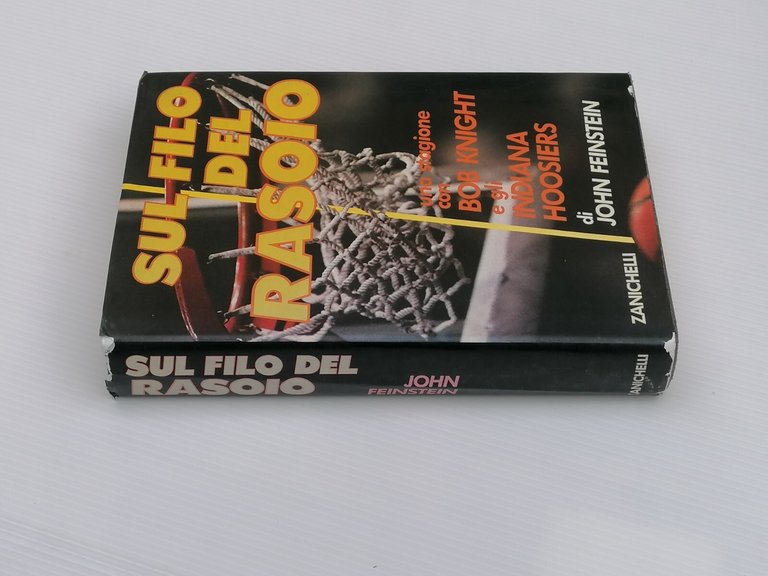 SUL FILO
DEL
RASOIO
una stagione
con
BOB KNIGHT
e gli
INDIANA
HOOSIERS
di
JOHN FEINSTEIN
ZANICHELLI
SUL FILO DEL
RASOIO
JOHN
FEINSTEIN
ZANICHELLI